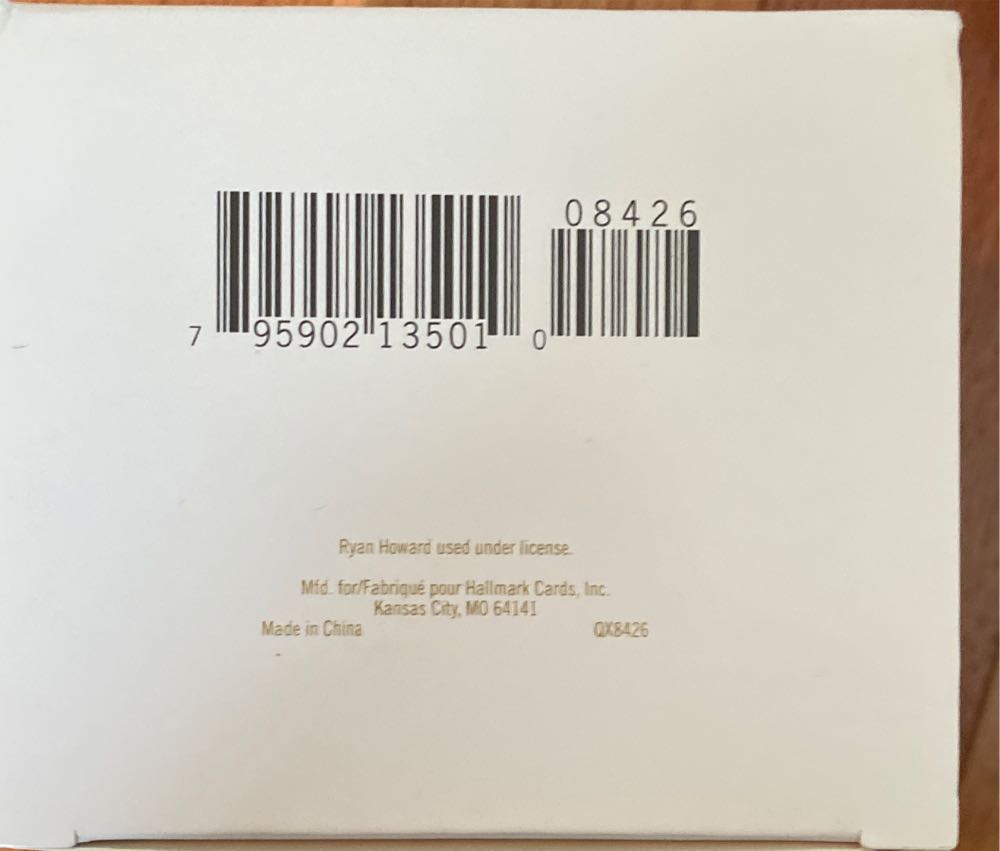 08426
7 95902 13501 0
Ryan Howard used under license.
Mfd. for/Fabriqué pour Hallmark Cards, Inc.
Kansas City, MO 64141
Made in China QX8426